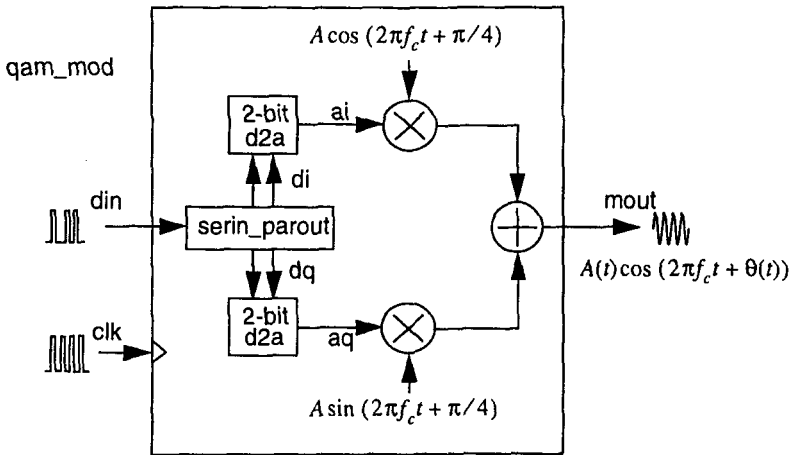 A cos (2πf_c t + π/4)
qam_mod
2-bit
d2a
ai
di
din
serin_parout
mout
dq
A(t) cos (2πf_c t + θ(t))
clk
2-bit
d2a
aq
A sin (2πf_c t + π/4)